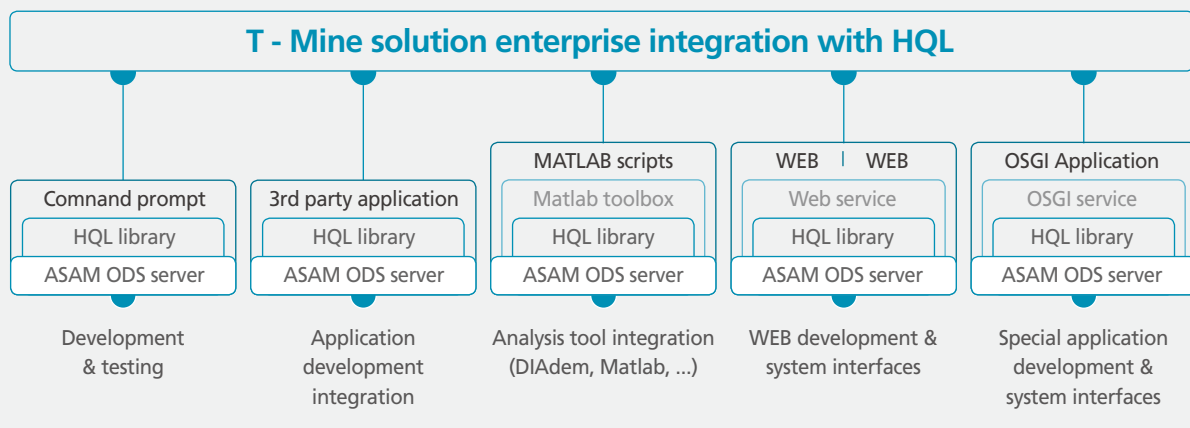 T - Mine solution enterprise integration with HQL
Command prompt
HQL library
ASAM ODS server
Development
& testing
3rd party application
HQL library
ASAM ODS server
Application
development
integration
MATLAB scripts
Matlab toolbox
HQL library
ASAM ODS server
Analysis tool integration
(DIAdem, Matlab, ...)
WEB | WEB
Web service
HQL library
ASAM ODS server
WEB development &
system interfaces
OSGI Application
OSGI service
HQL library
ASAM ODS server
Special application
development &
system interfaces